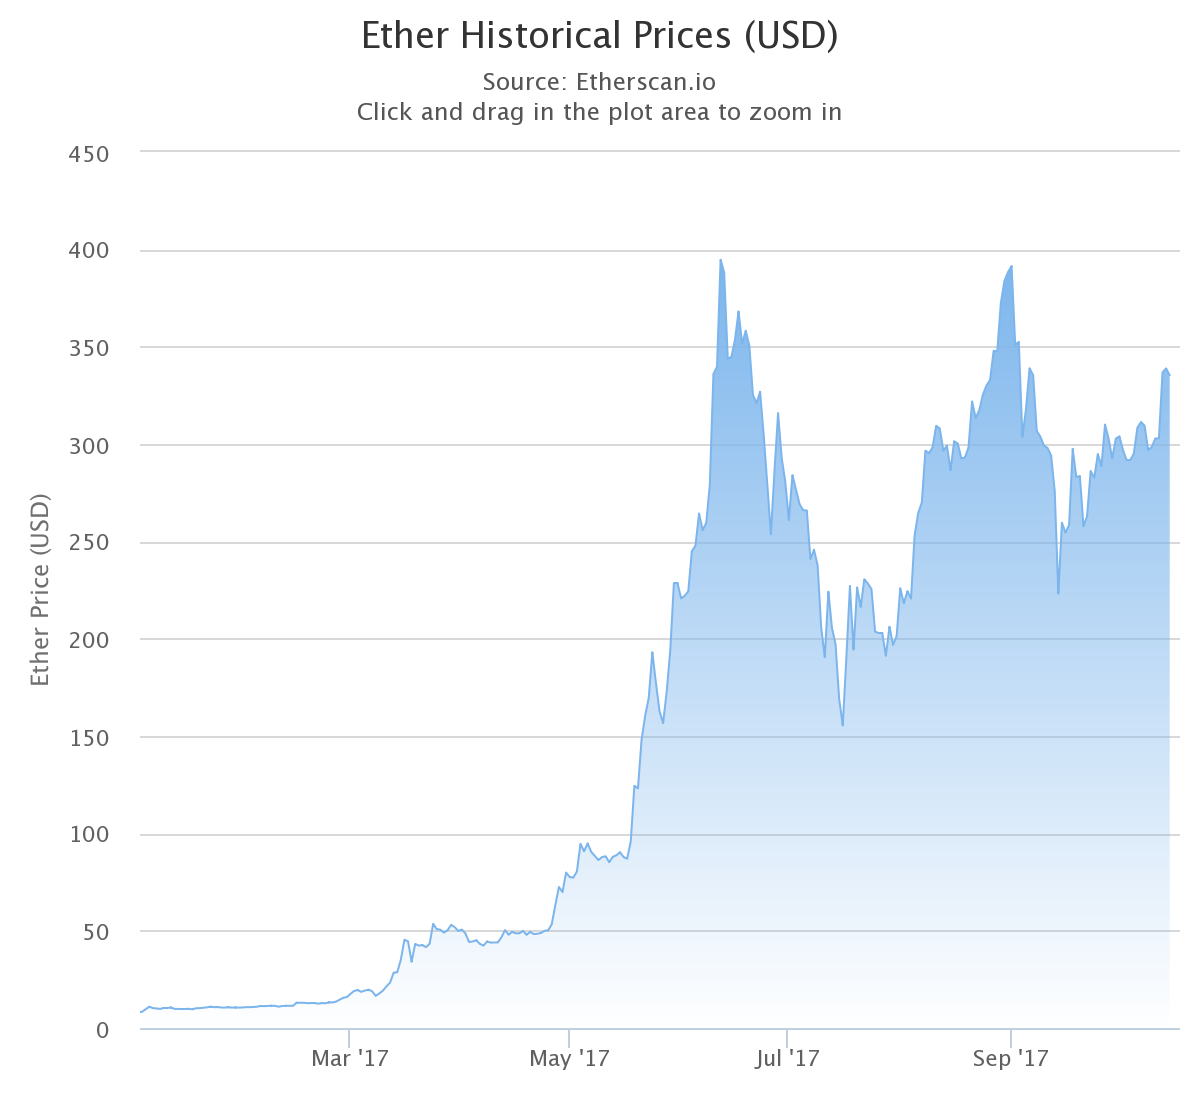 Ether Historical Prices (USD)
Source: Etherscan.io
Click and drag in the plot area to zoom in
450
400
350
300
250
200
150
100
50
0
Ether Price (USD)
Mar '17
May '17
Jul '17
Sep '17